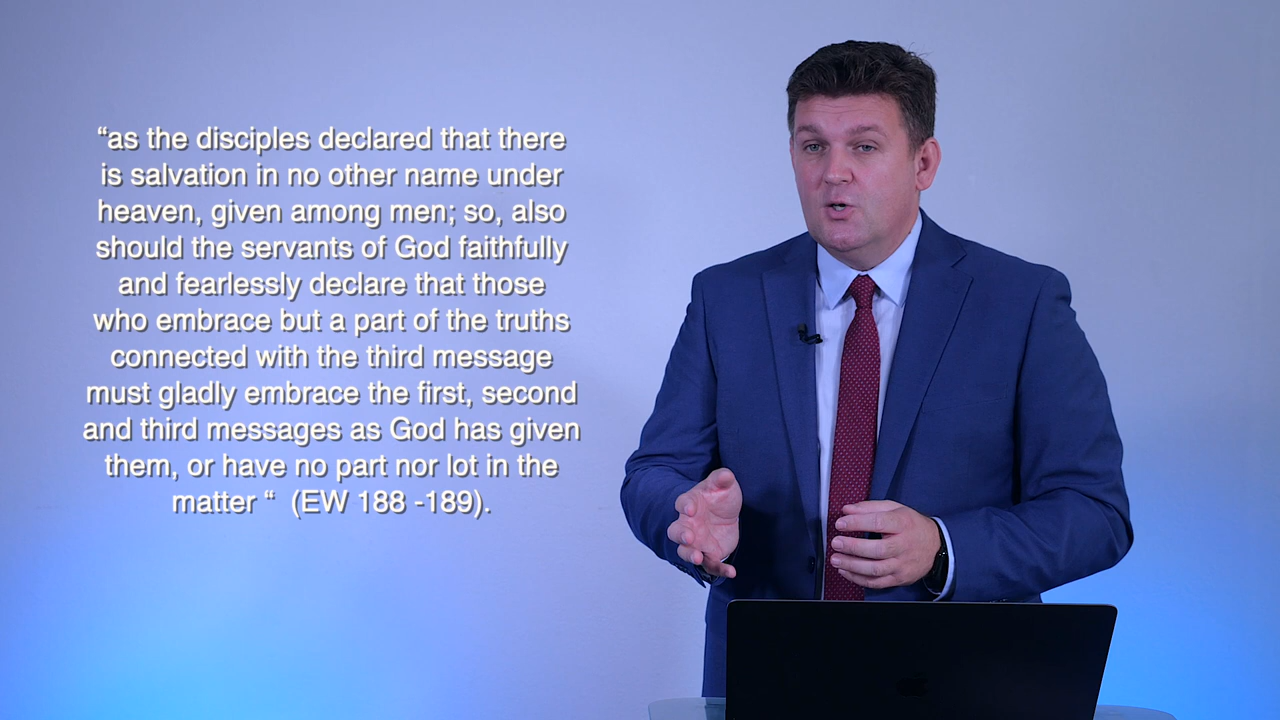 “as the disciples declared that there
is salvation in no other name under
heaven, given among men; so, also
should the servants of God faithfully
and fearlessly declare that those
who embrace but a part of the truths
connected with the third message
must gladly embrace the first, second
and third messages as God has given
them, or have no part nor lot in the
matter “  (EW 188 -189).